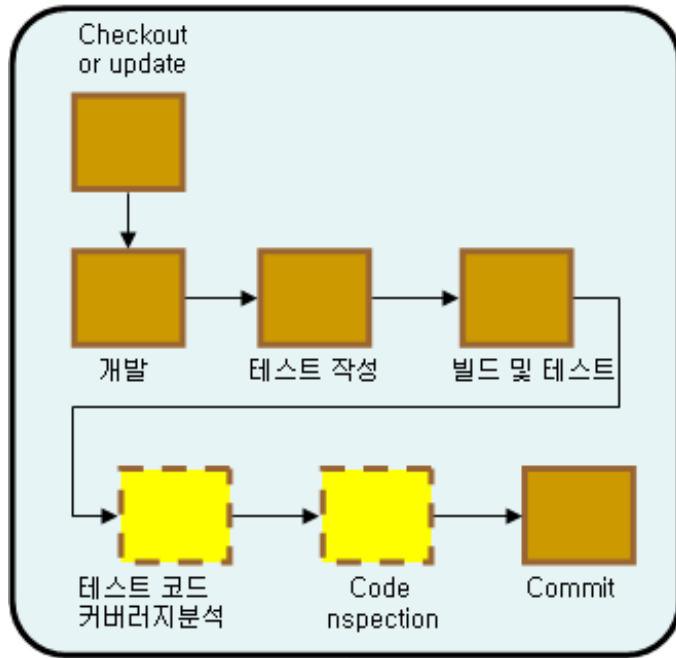 Checkout
or update
개발
테스트 작성
빌드 및 테스트
테스트 코드
커버러지분석
Code
nspection
Commit